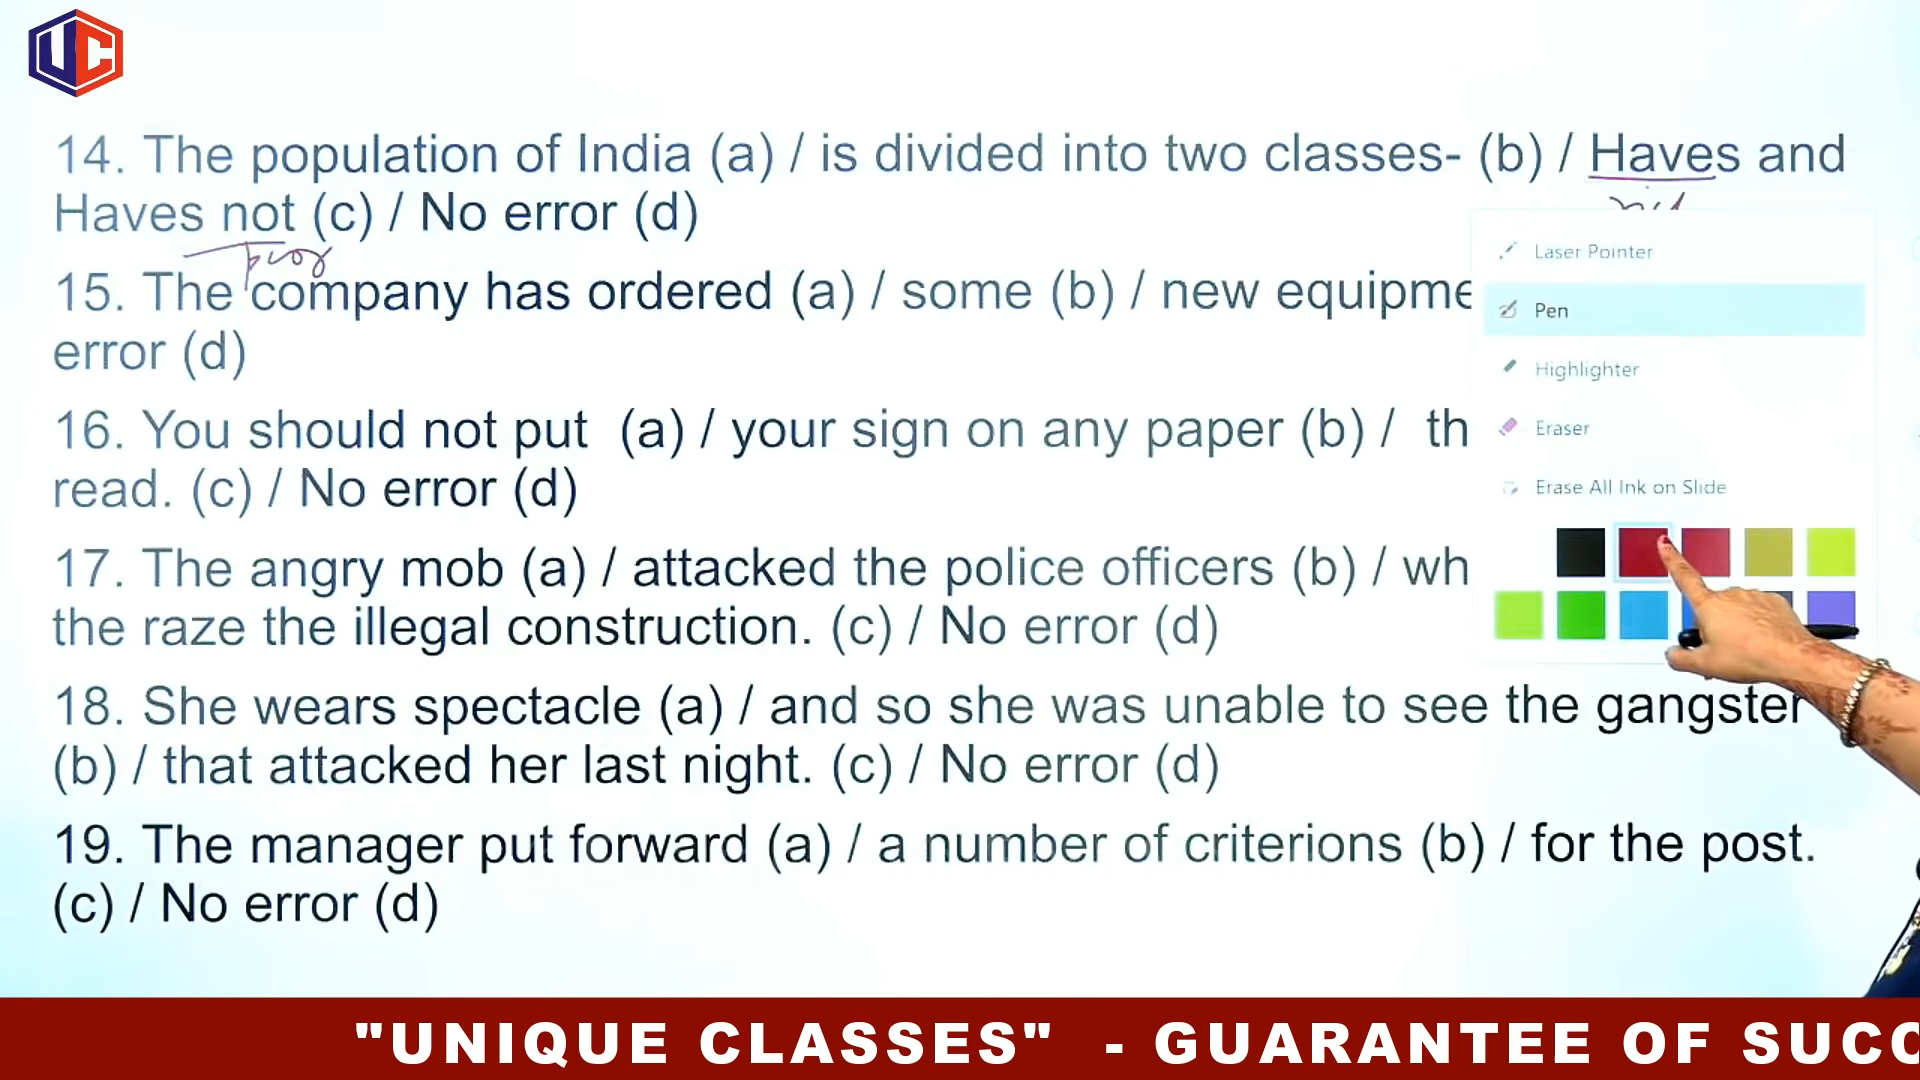 UC
14. The population of India (a) / is divided into two classes- (b) / Haves and
Haves not (c) / No error (d)
15. The company has ordered (a) / some (b) / new equipme
error (d)
16. You should not put (a) / your sign on any paper (b) / th
read. (c) / No error (d)
17. The angry mob (a) / attacked the police officers (b) / wh
the raze the illegal construction. (c) / No error (d)
18. She wears spectacle (a) / and so she was unable to see the gangster
(b) / that attacked her last night. (c) / No error (d)
19. The manager put forward (a) / a number of criterions (b) / for the post.
(c) / No error (d)
Laser Pointer
Pen
Highlighter
Eraser
Erase All Ink on Slide
"UNIQUE CLASSES" - GUARANTEE OF SUCC